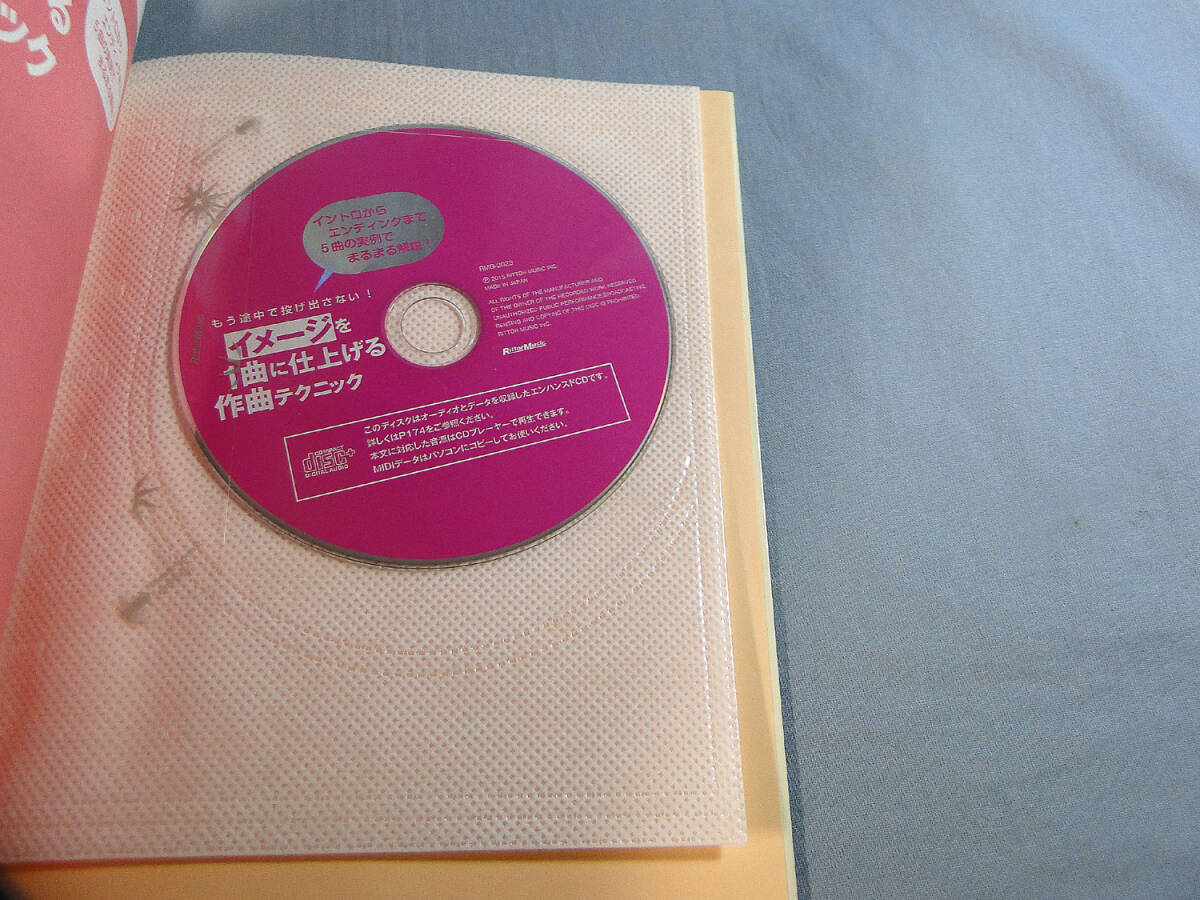 る
ック
イントロから
エンディングまで
5曲の実例で
まるまる解説！
もう途中で投げ出さない！
イメージを
1曲に仕上げる
作曲テクニック
Ⓟ 2015 RITTOR MUSIC INC.
MADE IN JAPAN
ALL RIGHTS OF THE MANUFACTURER AND
OF THE OWNER OF THE RECORDED WORK RESERVED.
UNAUTHORIZED PUBLIC PERFORMANCE, BROADCASTING,
RENTING AND COPYING OF THIS DISC IS PROHIBITED.
RITTOR MUSIC INC.
RittorMusic
COMPACT
disc+
DIGITAL AUDIO
このディスクはオーディオとデータを収録したエンハンスドCDです。
詳しくはP174をご参照ください。
本文に対応した音源はCDプレーヤーで再生できます。
MIDIデータはパソコンにコピーしてお使いください。